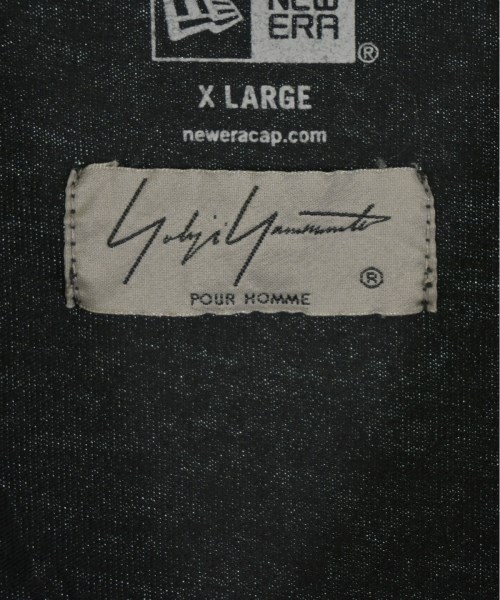 NEW
ERA®
X LARGE
neweracap.com
Yohji Yamamoto
®
POUR HOMME